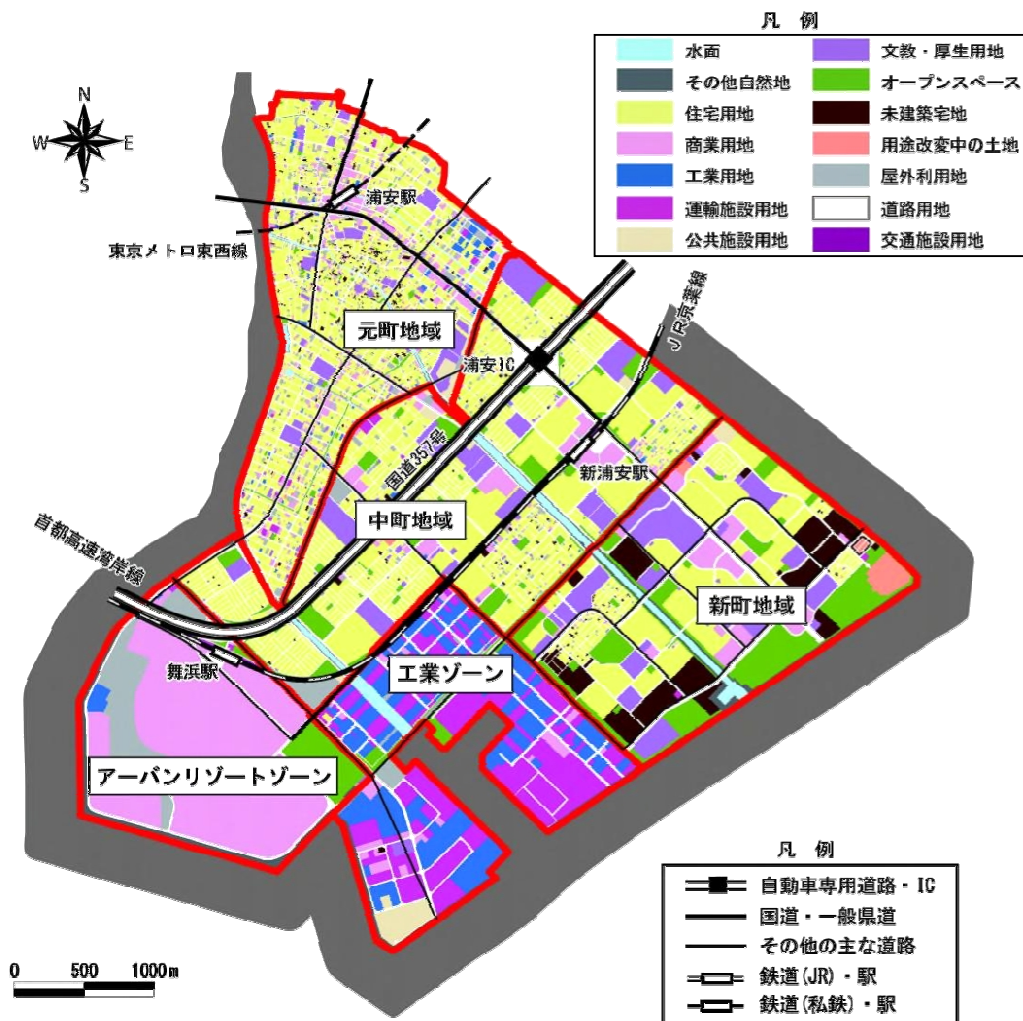 凡 例
水面
文教・厚生用地
その他自然地
オープンスペース
住宅用地
未建築宅地
商業用地
用途改変中の土地
工業用地
屋外利用地
運輸施設用地
道路用地
公共施設用地
交通施設用地
N
W
E
S
浦安駅
東京メトロ東西線
JR京葉線
元町地域
浦安IC
国道357号
新浦安駅
中町地域
首都高速湾岸線
新町地域
舞浜駅
工業ゾーン
アーバンリゾートゾーン
凡 例
自動車専用道路・IC
国道・一般県道
その他の主な道路
鉄道(JR)・駅
鉄道(私鉄)・駅
0 500 1000m